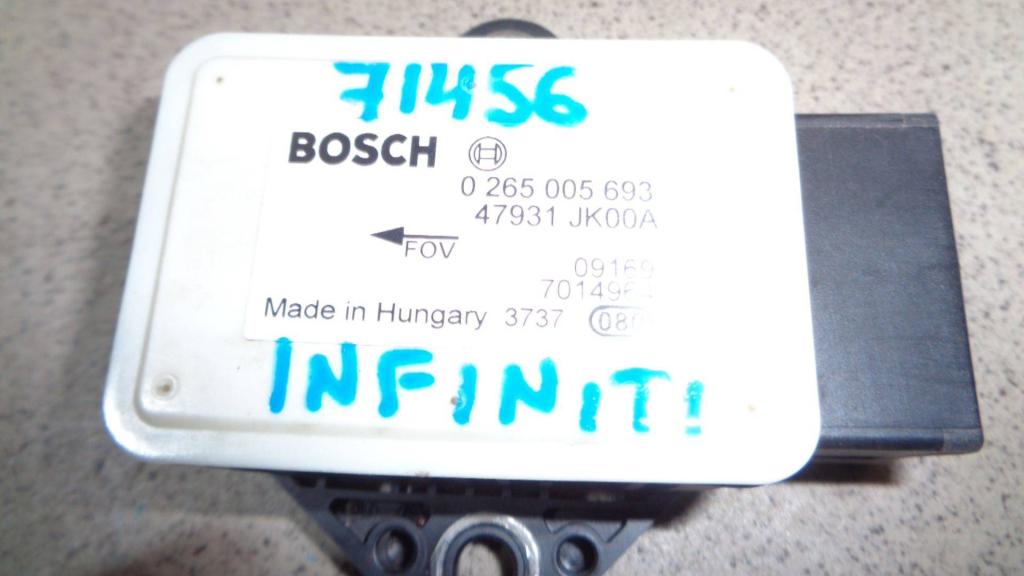 71456
BOSCH
0 265 005 693
47931 JK00A
FOV
09169
Made in Hungary 3737
INFINITI